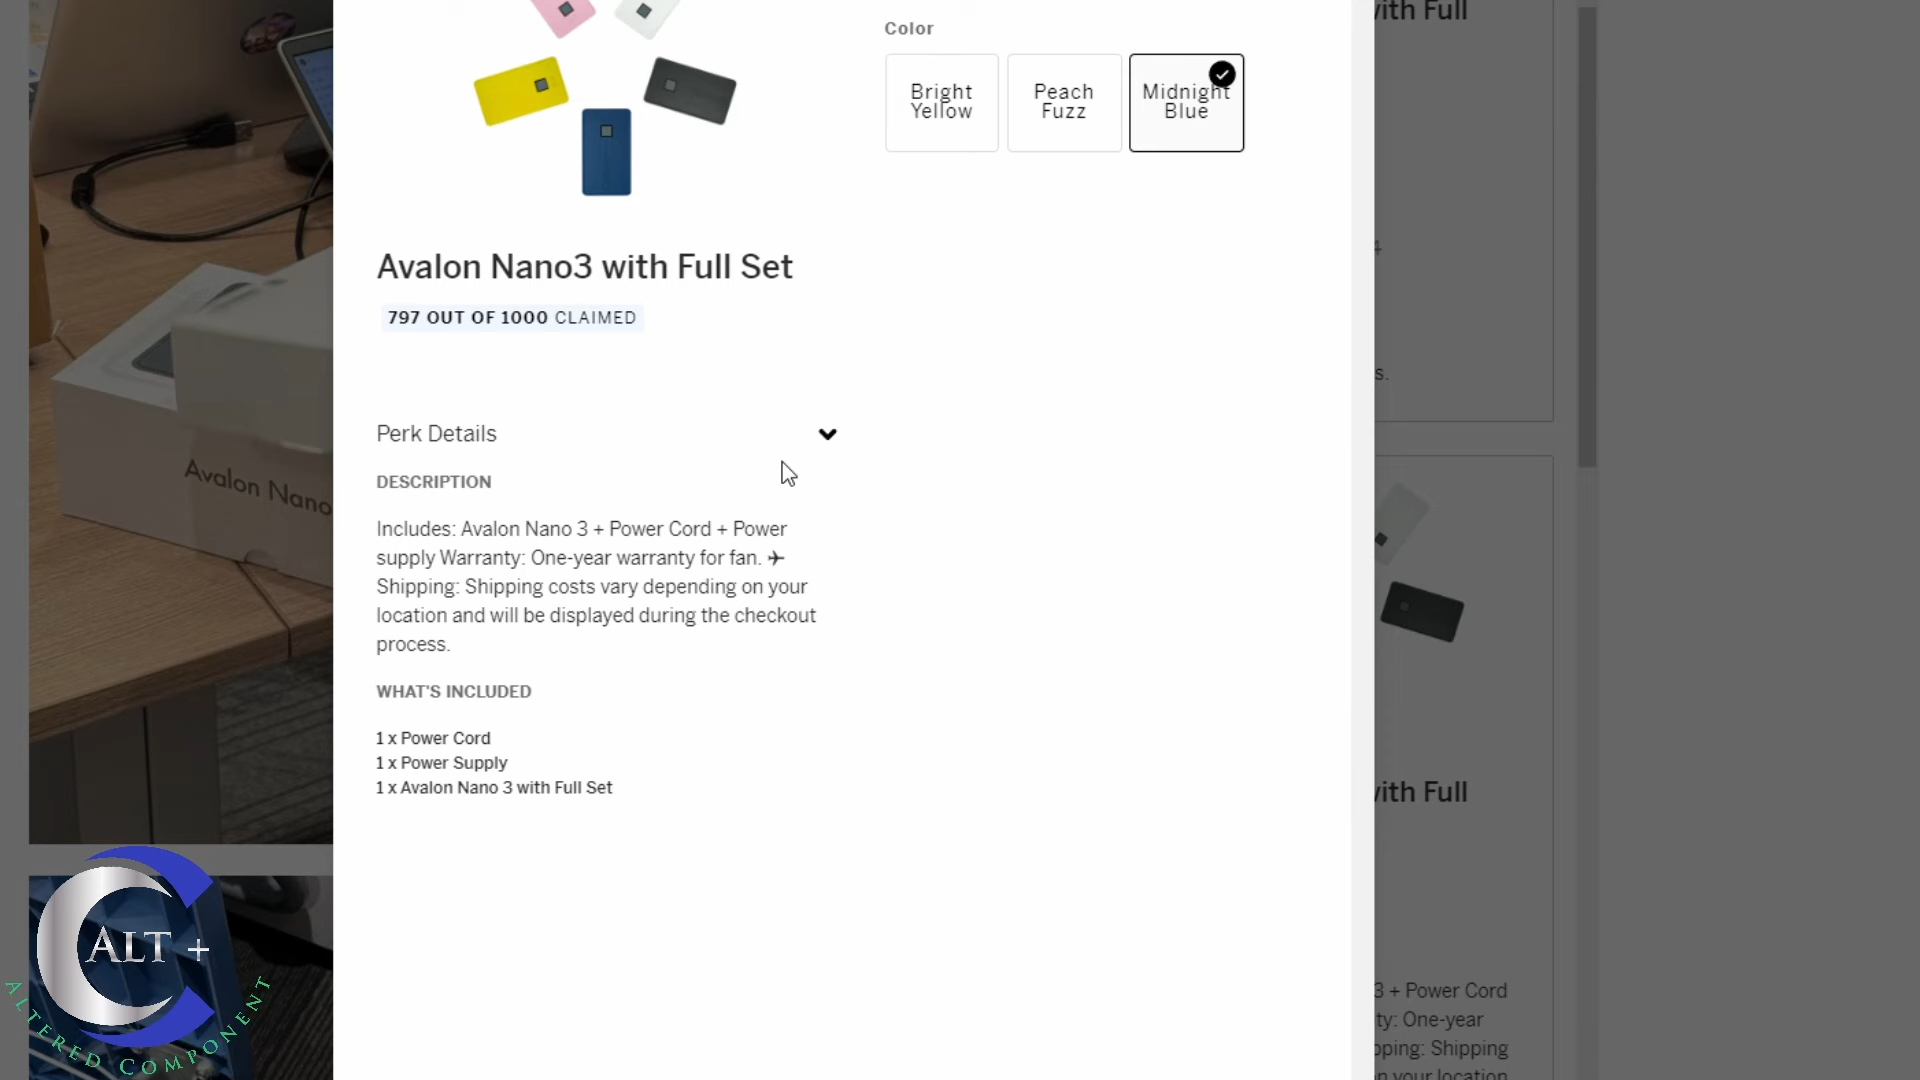 with Full
Color
Bright
Yellow
Peach
Fuzz
Midnight
Blue
Avalon Nano3 with Full Set
797 OUT OF 1000 CLAIMED
s.
Perk Details
Avalon Nano
DESCRIPTION
Includes: Avalon Nano 3 + Power Cord + Power
supply Warranty: One-year warranty for fan. ✈
Shipping: Shipping costs vary depending on your
location and will be displayed during the checkout
process.
WHAT'S INCLUDED
1 x Power Cord
1 x Power Supply
1 x Avalon Nano 3 with Full Set
with Full
3 + Power Cord
ty: One-year
pping: Shipping
n your location
ALT +
ALTERED COMPONENT